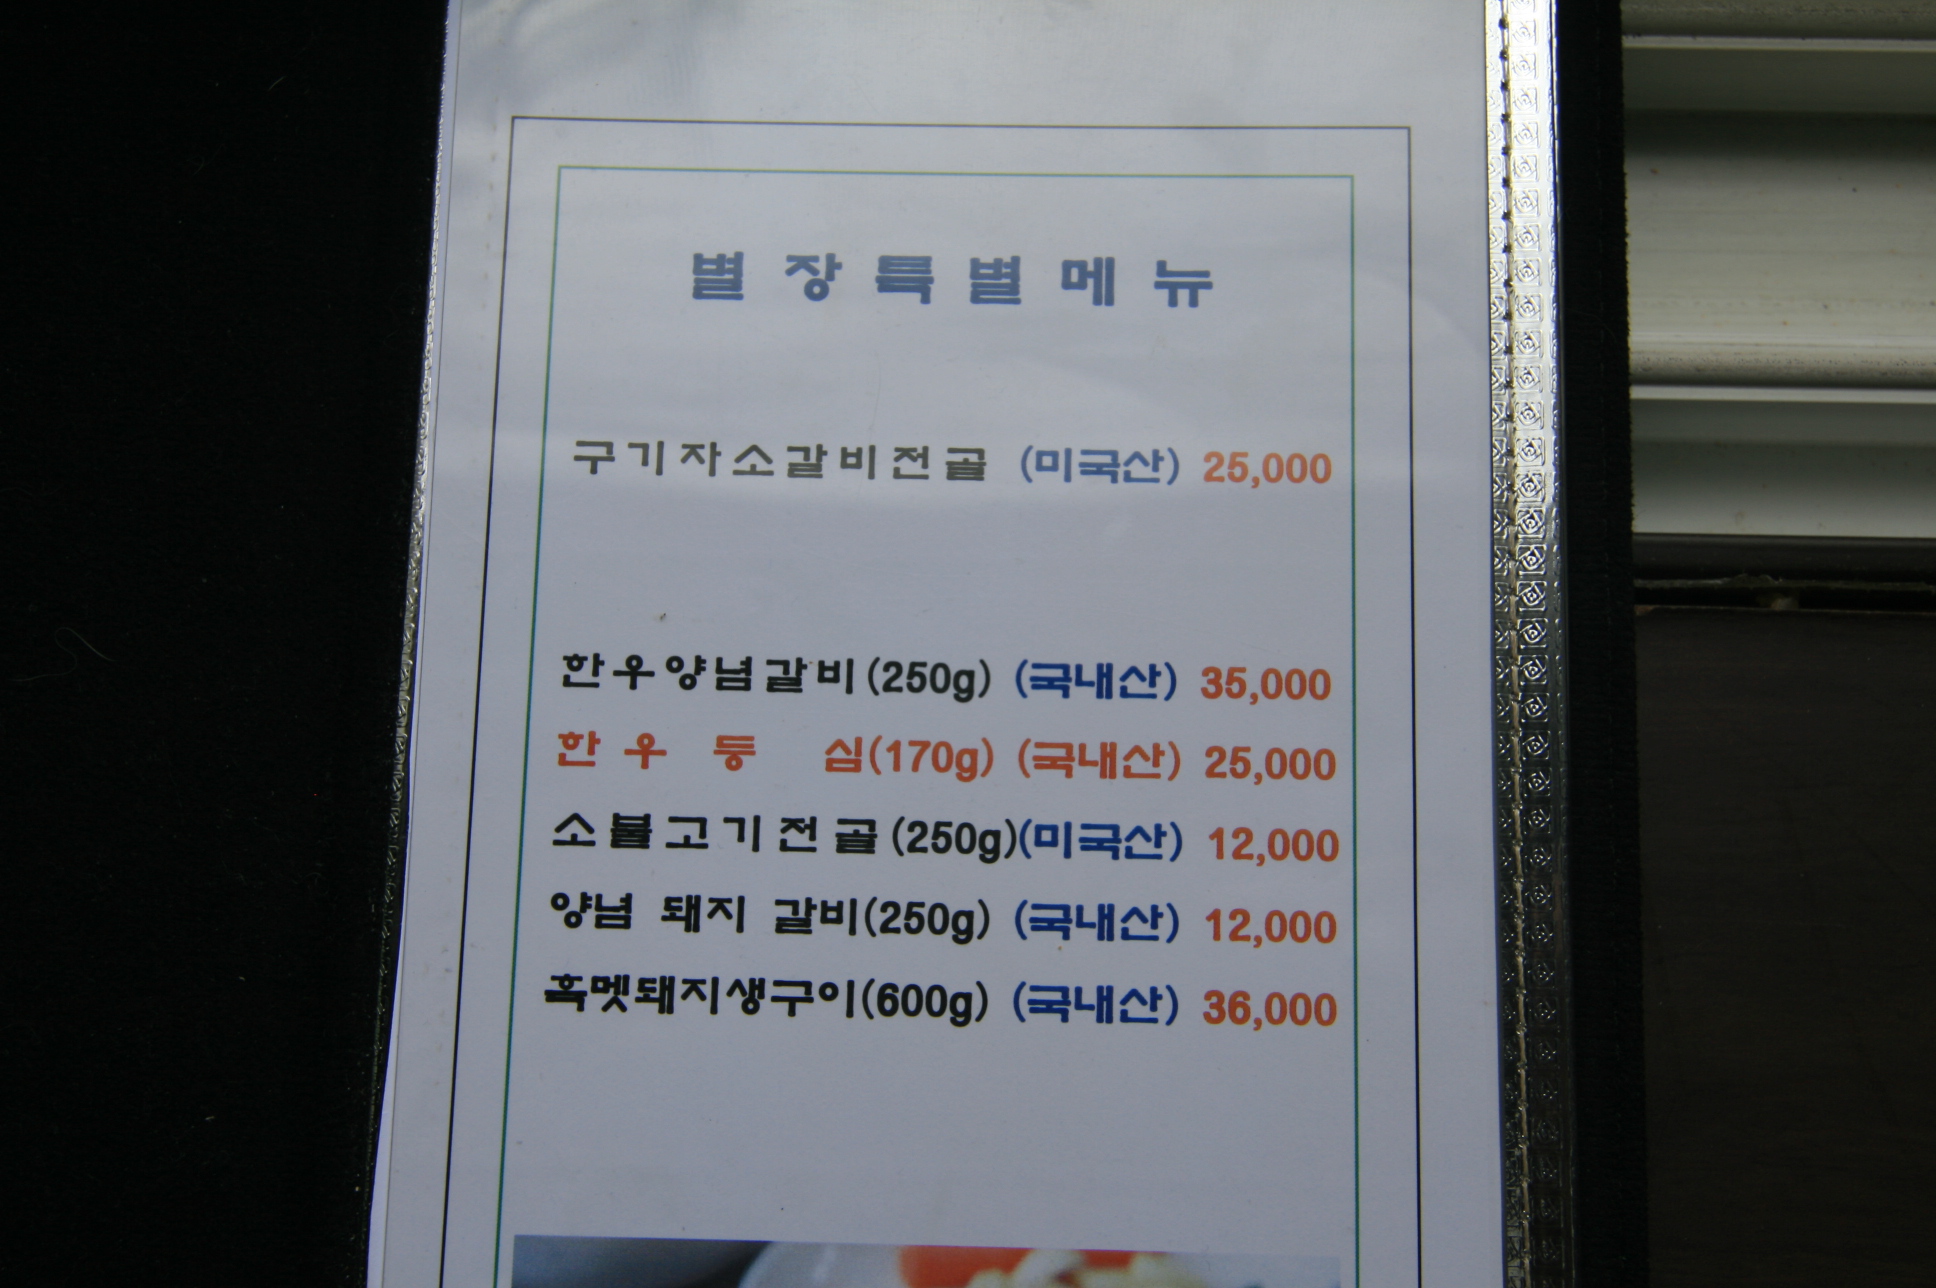 별장특별메뉴
구기자소갈비전골 (미국산) 25,000
한우양념갈비(250g) (국내산) 35,000
한우 등 심(170g) (국내산) 25,000
소불고기전골(250g)(미국산) 12,000
양념 돼지 갈비(250g) (국내산) 12,000
흑멧돼지생구이(600g) (국내산) 36,000